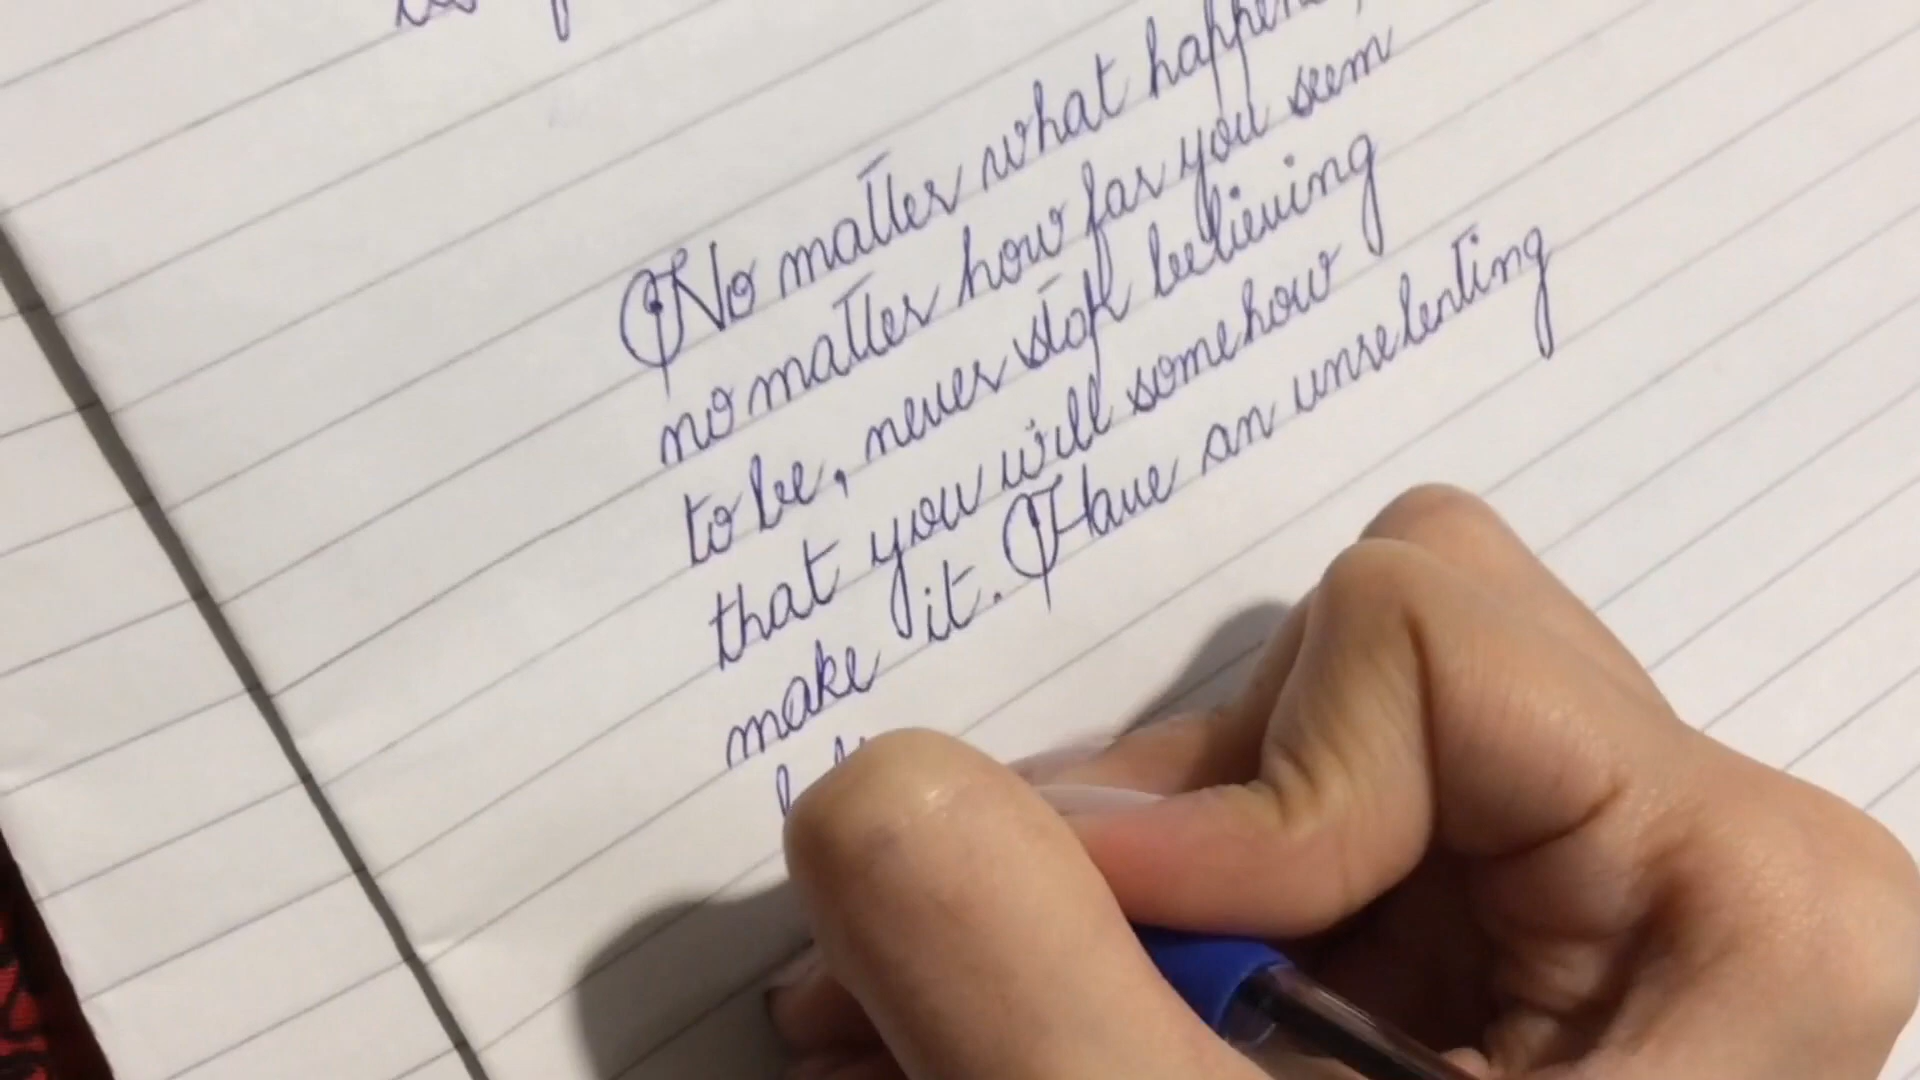 No matter what happens,
no matter how far you seem
to be, never stop believing
that you will somehow
make it. Have an unrelenting